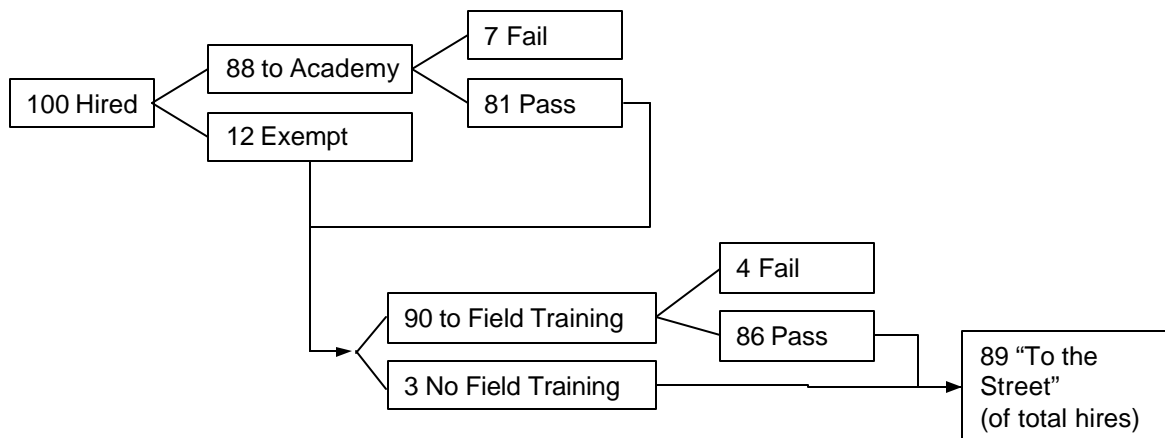 7 Fail
88 to Academy
100 Hired
81 Pass
12 Exempt
4 Fail
90 to Field Training
86 Pass
3 No Field Training
89 “To the
Street”
(of total hires)